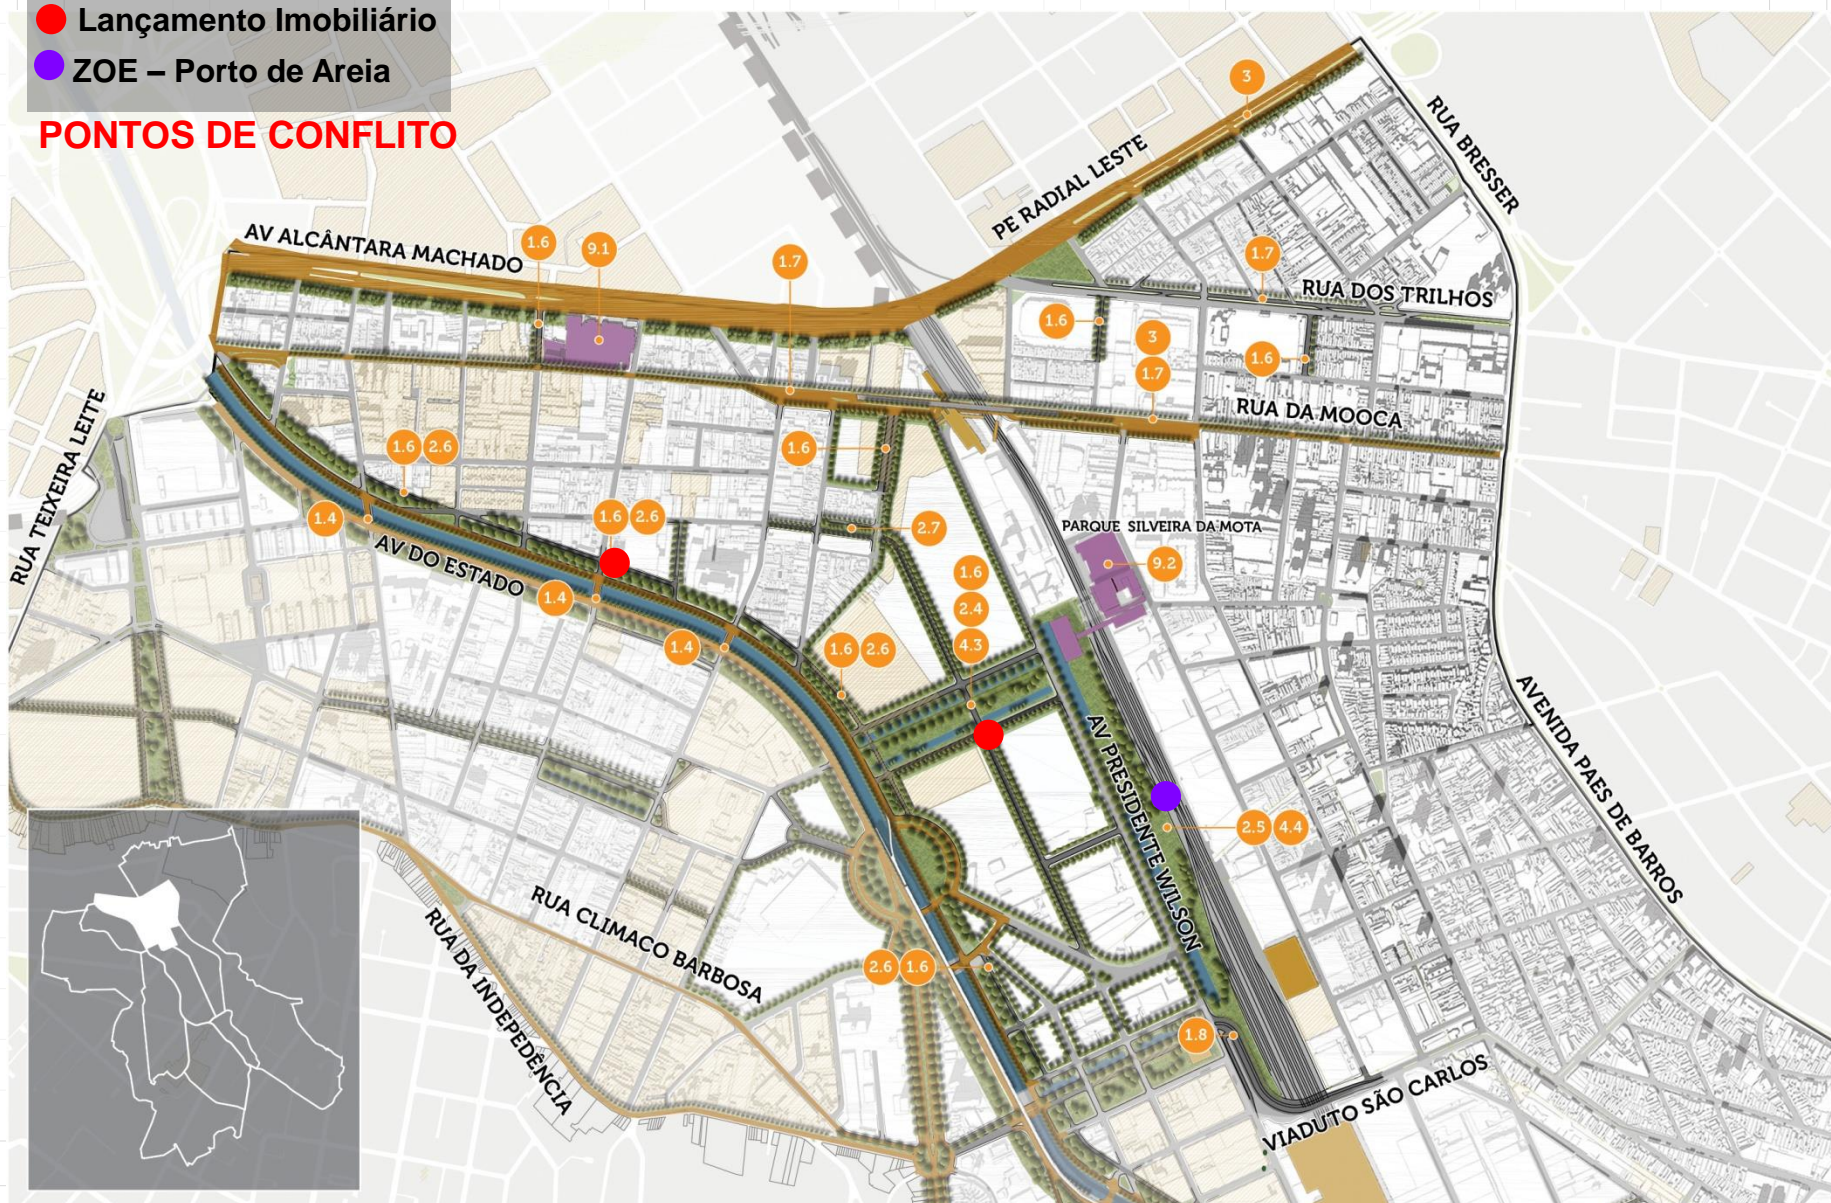 Lançamento Imobiliário
ZOE – Porto de Areia
PONTOS DE CONFLITO
3
RUA BRESSER
PE RADIAL LESTE
AV ALCÂNTARA MACHADO
1.6
9.1
1.7
1.7
RUA DOS TRILHOS
1.6
3
1.6
1.7
RUA DA MOOCA
RUA TEIXEIRA LEITE
1.6 2.6
1.6
1.4
1.6 2.6
2.7
PARQUE SILVEIRA DA MOTA
9.2
AV DO ESTADO
1.4
1.6
2.4
4.3
1.4
1.6 2.6
AV PRESIDENTE WILSON
AVENIDA PAES DE BARROS
2.5 4.4
RUA CLIMACO BARBOSA
RUA DA INDEPEDÊNCIA
2.6 1.6
1.8
VIADUTO SÃO CARLOS